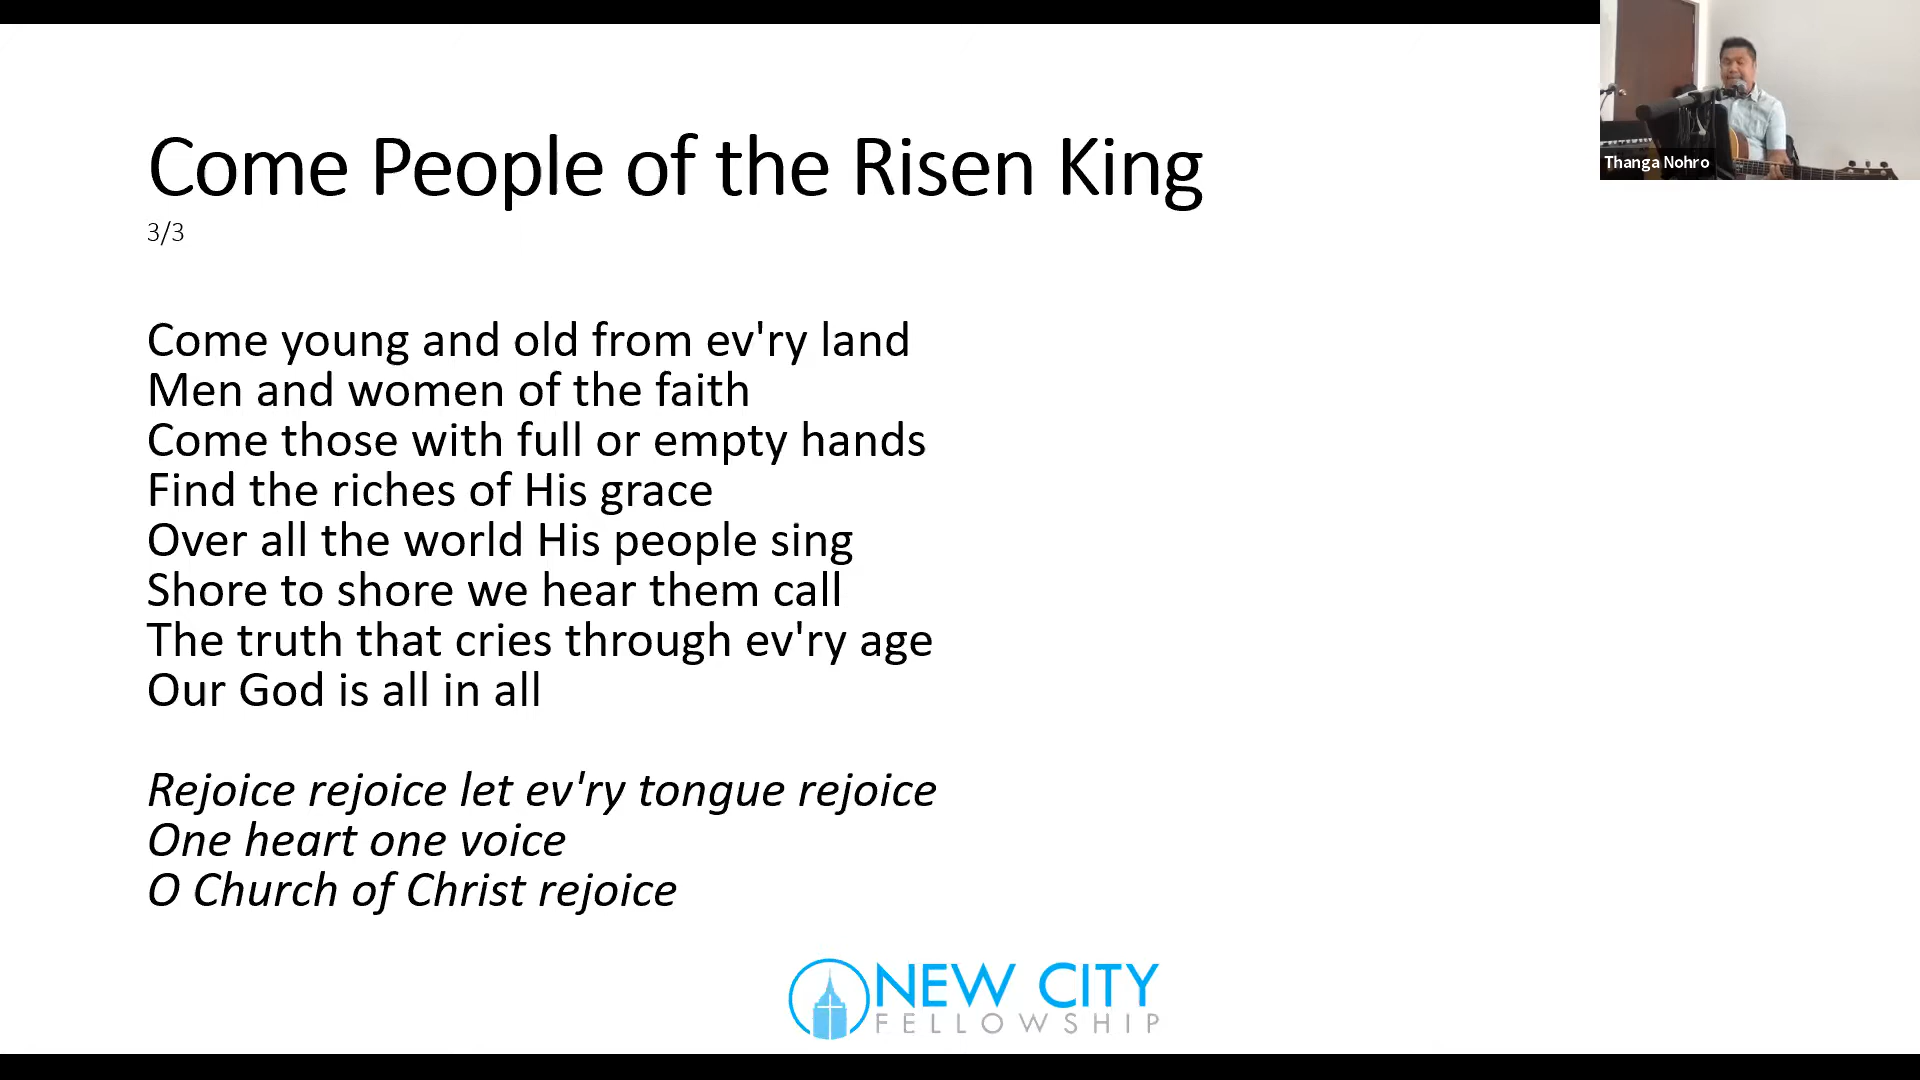 Come People of the Risen King
3/3
Come young and old from ev'ry land
Men and women of the faith
Come those with full or empty hands
Find the riches of His grace
Over all the world His people sing
Shore to shore we hear them call
The truth that cries through ev'ry age
Our God is all in all
Rejoice rejoice let ev'ry tongue rejoice
One heart one voice
O Church of Christ rejoice
NEW CITY
FELLOWSHIP
Thanga Nohro